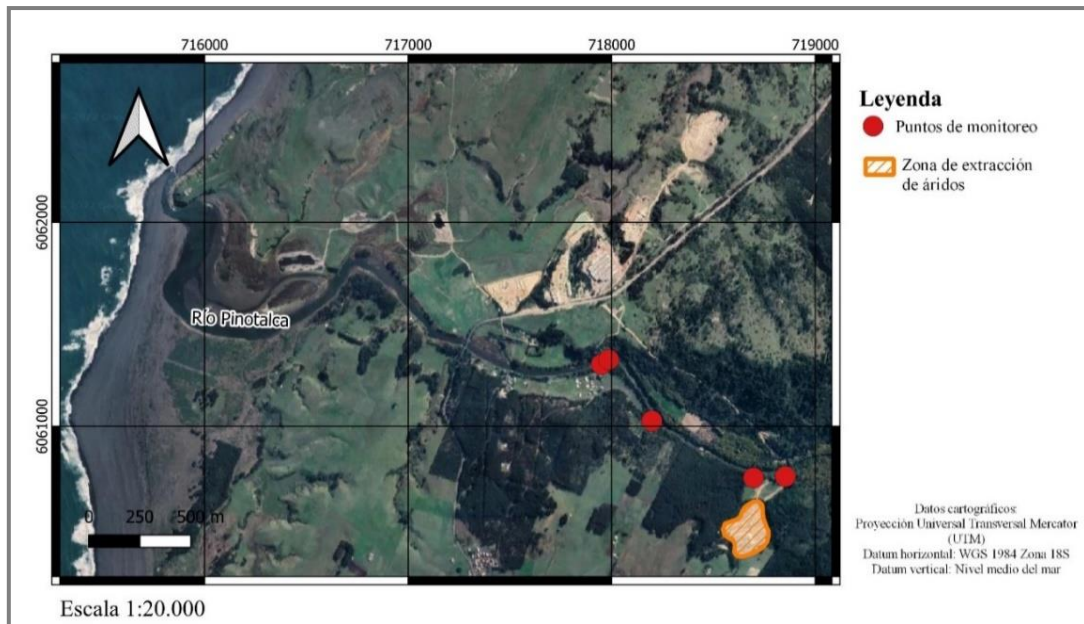 716000 717000 718000 719000
6062000
6061000
Río Pinotalca
0 250 500 m
Escala 1:20.000
Leyenda
Puntos de monitoreo
Zona de extracción
de áridos
Datos cartográficos:
Proyección Universal Transversal Mercator
(UTM)
Datum horizontal: WGS 1984 Zona 18S
Datum vertical: Nivel medio del mar